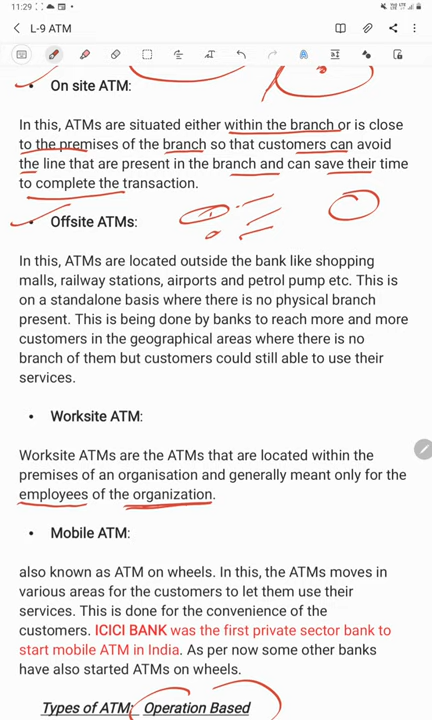 11:29
L-9 ATM
• On site ATM:
In this, ATMs are situated either within the branch or is close
to the premises of the branch so that customers can avoid
the line that are present in the branch and can save their time
to complete the transaction.
• Offsite ATMs:
In this, ATMs are located outside the bank like shopping
malls, railway stations, airports and petrol pump etc. This is
on a standalone basis where there is no physical branch
present. This is being done by banks to reach more and more
customers in the geographical areas where there is no
branch of them but customers could still able to use their
services.
• Worksite ATM:
Worksite ATMs are the ATMs that are located within the
premises of an organisation and generally meant only for the
employees of the organization.
• Mobile ATM:
also known as ATM on wheels. In this, the ATMs moves in
various areas for the customers to let them use their
services. This is done for the convenience of the
customers. ICICI BANK was the first private sector bank to
start mobile ATM in India. As per now some other banks
have also started ATMs on wheels.
Types of ATM: Operation Based